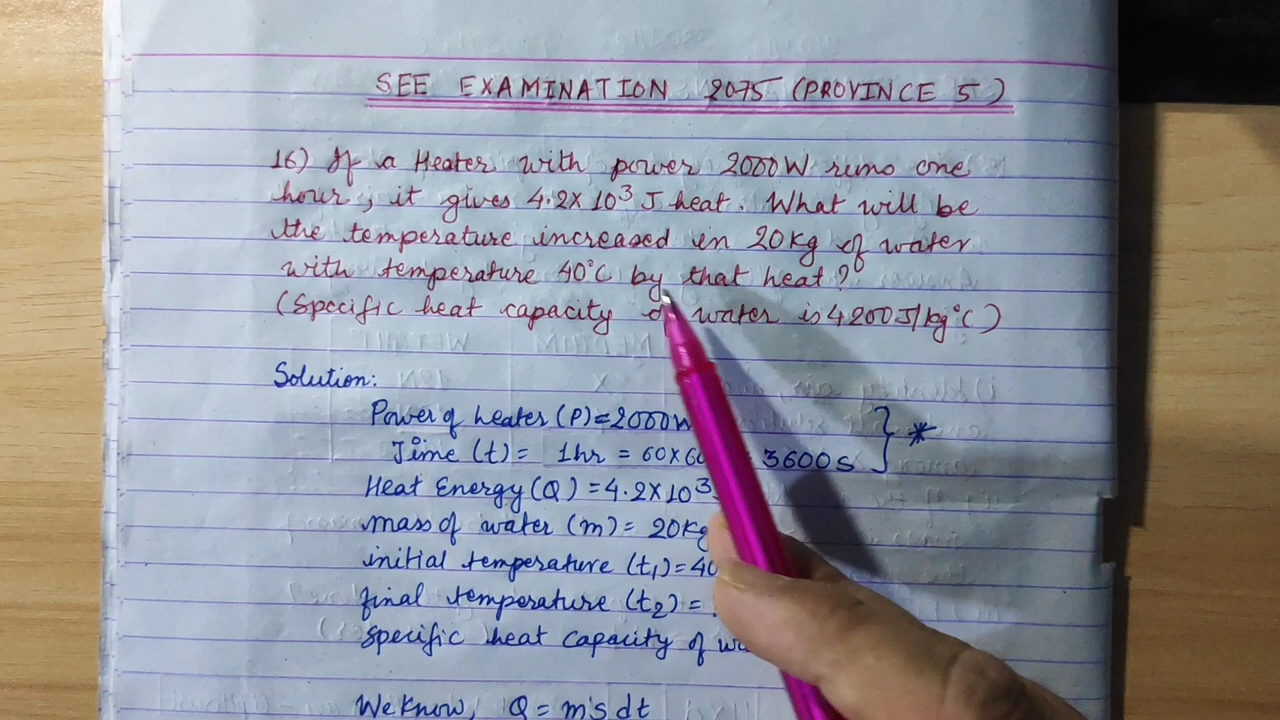 SEE EXAMINATION 2075 (PROVINCE 5)
16) If a Heater with power 2000W runs one
hour, it gives 4.2X10³ J heat. What will be
the temperature increased in 20kg of water
with temperature 40°C by that heat?
(Specific heat capacity of water is 4200J/kg°C)
Solution:
Power of heater (P)=2000W
Time (t) = 1hr = 60X60 = 3600s } *
Heat Energy (Q) = 4.2X10³
mass of water (m) = 20kg
initial temperature (t₁)=40
final temperature (t₂) =
specific heat capacity of
We Know, Q = msdt